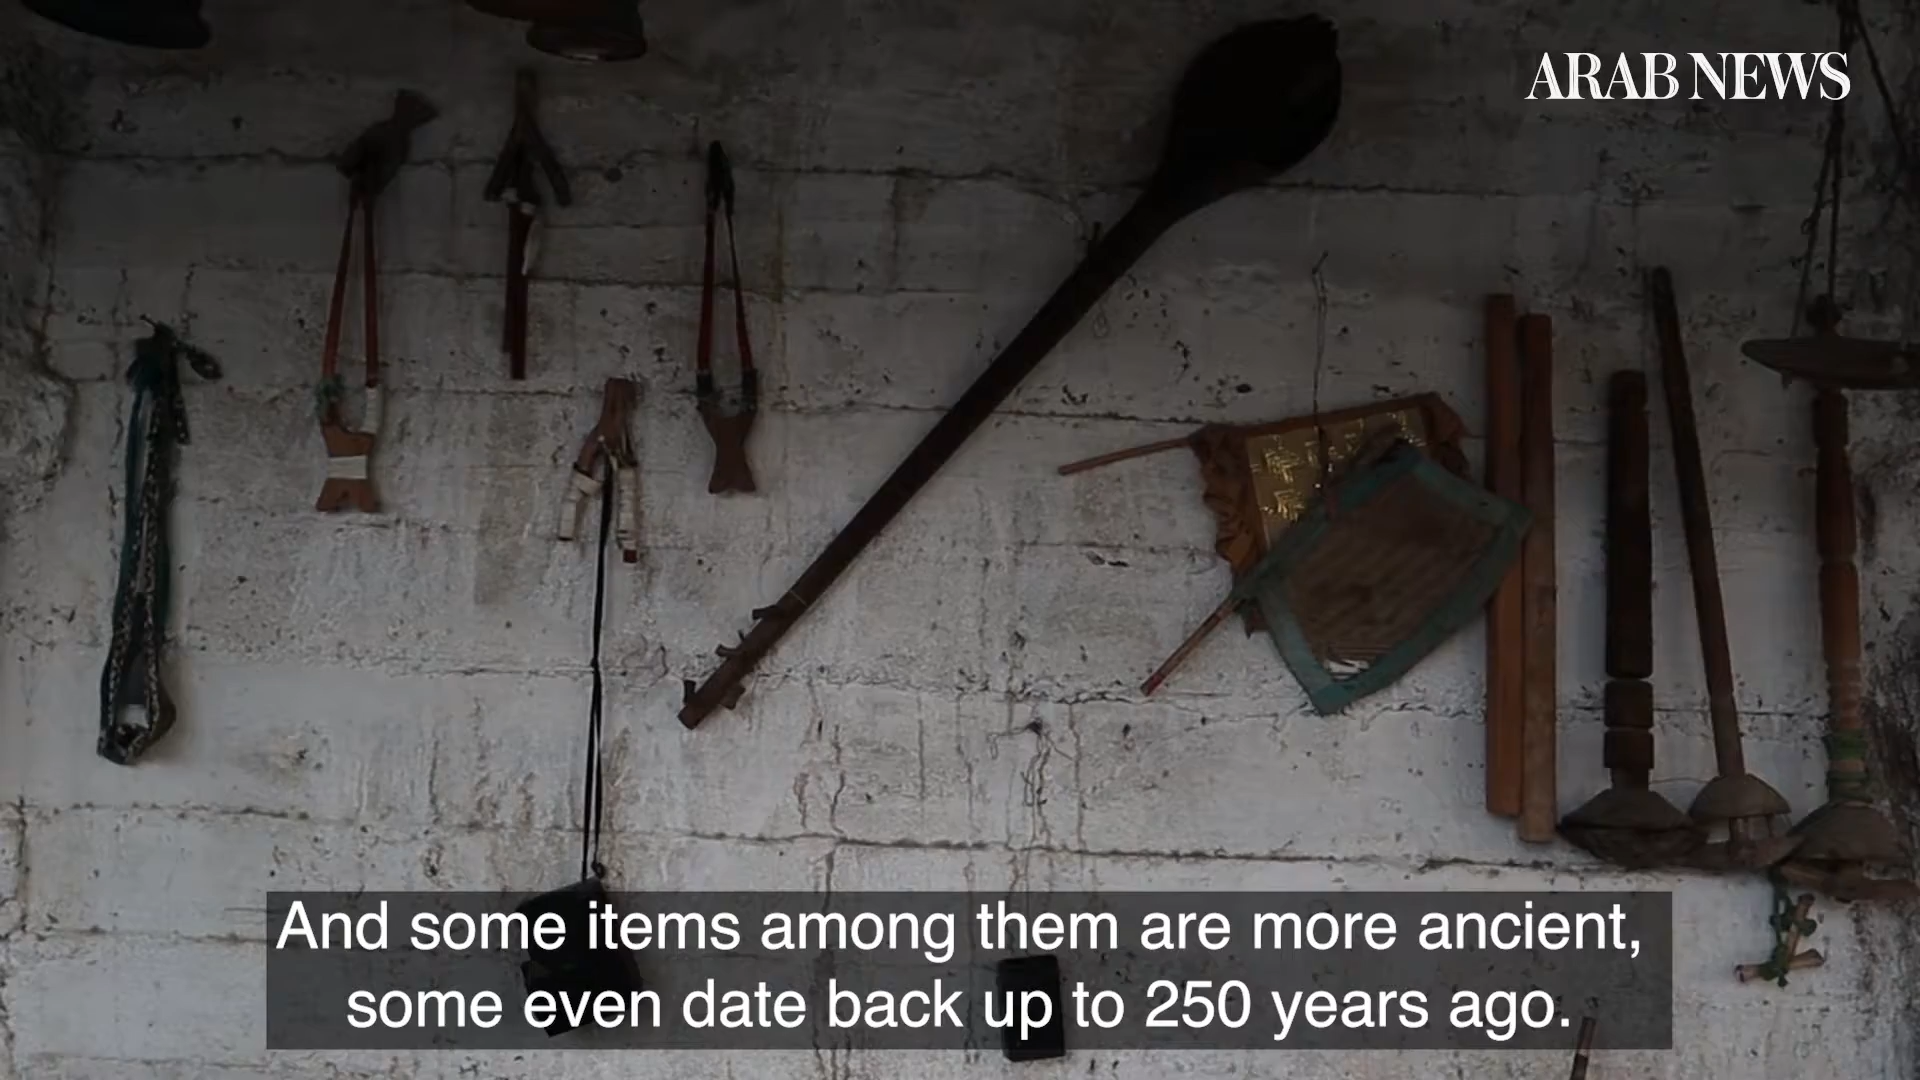 ARAB NEWS
And some items among them are more ancient,
some even date back up to 250 years ago.